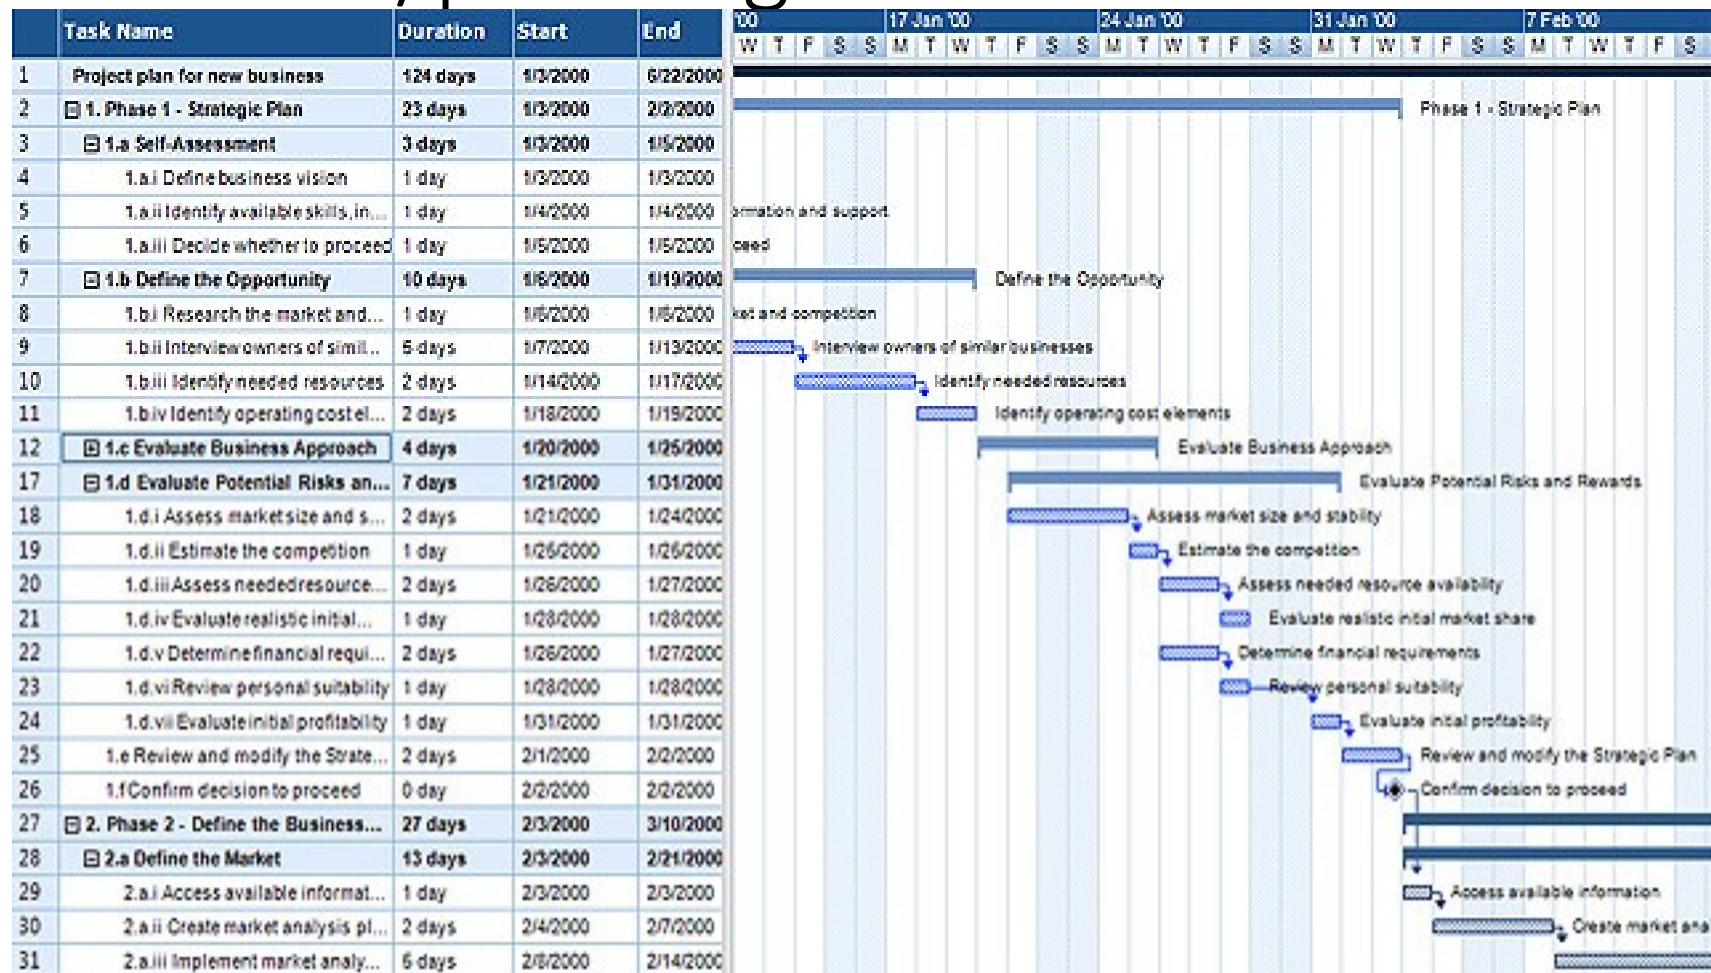 '00 17 Jan '00 24 Jan '00 31 Jan '00 7 Feb '00
Task Name Duration Start End W T F S S M T W T F S S M T W T F S S M T W T F S S M T W T F S
1 Project plan for new business 124 days 1/3/2000 6/22/2000
2 1. Phase 1 - Strategic Plan 23 days 1/3/2000 2/2/2000 Phase 1 - Strategic Plan
3 1.a Self-Assessment 3 days 1/3/2000 1/5/2000
4 1.a.i Define business vision 1 day 1/3/2000 1/3/2000
5 1.a.ii Identify available skills, in... 1 day 1/4/2000 1/4/2000 ormation and support
6 1.a.iii Decide whether to proceed 1 day 1/5/2000 1/5/2000 ceed
7 1.b Define the Opportunity 10 days 1/6/2000 1/19/2000 Define the Opportunity
8 1.b.i Research the market and... 1 day 1/6/2000 1/6/2000 ket and competition
9 1.b.ii Interview owners of simil... 5 days 1/7/2000 1/13/2000 Interview owners of similar businesses
10 1.b.iii Identify needed resources 2 days 1/14/2000 1/17/2000 Identify needed resources
11 1.b.iv Identify operating cost el... 2 days 1/18/2000 1/19/2000 Identify operating cost elements
12 1.c Evaluate Business Approach 4 days 1/20/2000 1/25/2000 Evaluate Business Approach
17 1.d Evaluate Potential Risks an... 7 days 1/21/2000 1/31/2000 Evaluate Potential Risks and Rewards
18 1.d.i Assess market size and s... 2 days 1/21/2000 1/24/2000 Assess market size and stability
19 1.d.ii Estimate the competition 1 day 1/25/2000 1/25/2000 Estimate the competition
20 1.d.iii Assess needed resource... 2 days 1/26/2000 1/27/2000 Assess needed resource availability
21 1.d.iv Evaluate realistic initial... 1 day 1/28/2000 1/28/2000 Evaluate realistic initial market share
22 1.d.v Determine financial requi... 2 days 1/26/2000 1/27/2000 Determine financial requirements
23 1.d.vi Review personal suitability 1 day 1/28/2000 1/28/2000 Review personal suitability
24 1.d.vii Evaluate initial profitability 1 day 1/31/2000 1/31/2000 Evaluate initial profitability
25 1.e Review and modify the Strate... 2 days 2/1/2000 2/2/2000 Review and modify the Strategic Plan
26 1.f Confirm decision to proceed 0 day 2/2/2000 2/2/2000 Confirm decision to proceed
27 2. Phase 2 - Define the Business... 27 days 2/3/2000 3/10/2000
28 2.a Define the Market 13 days 2/3/2000 2/21/2000
29 2.a.i Access available informat... 1 day 2/3/2000 2/3/2000 Access available information
30 2.a.ii Create market analysis pl... 2 days 2/4/2000 2/7/2000 Create market ana
31 2.a.iii Implement market analy... 5 days 2/8/2000 2/14/2000